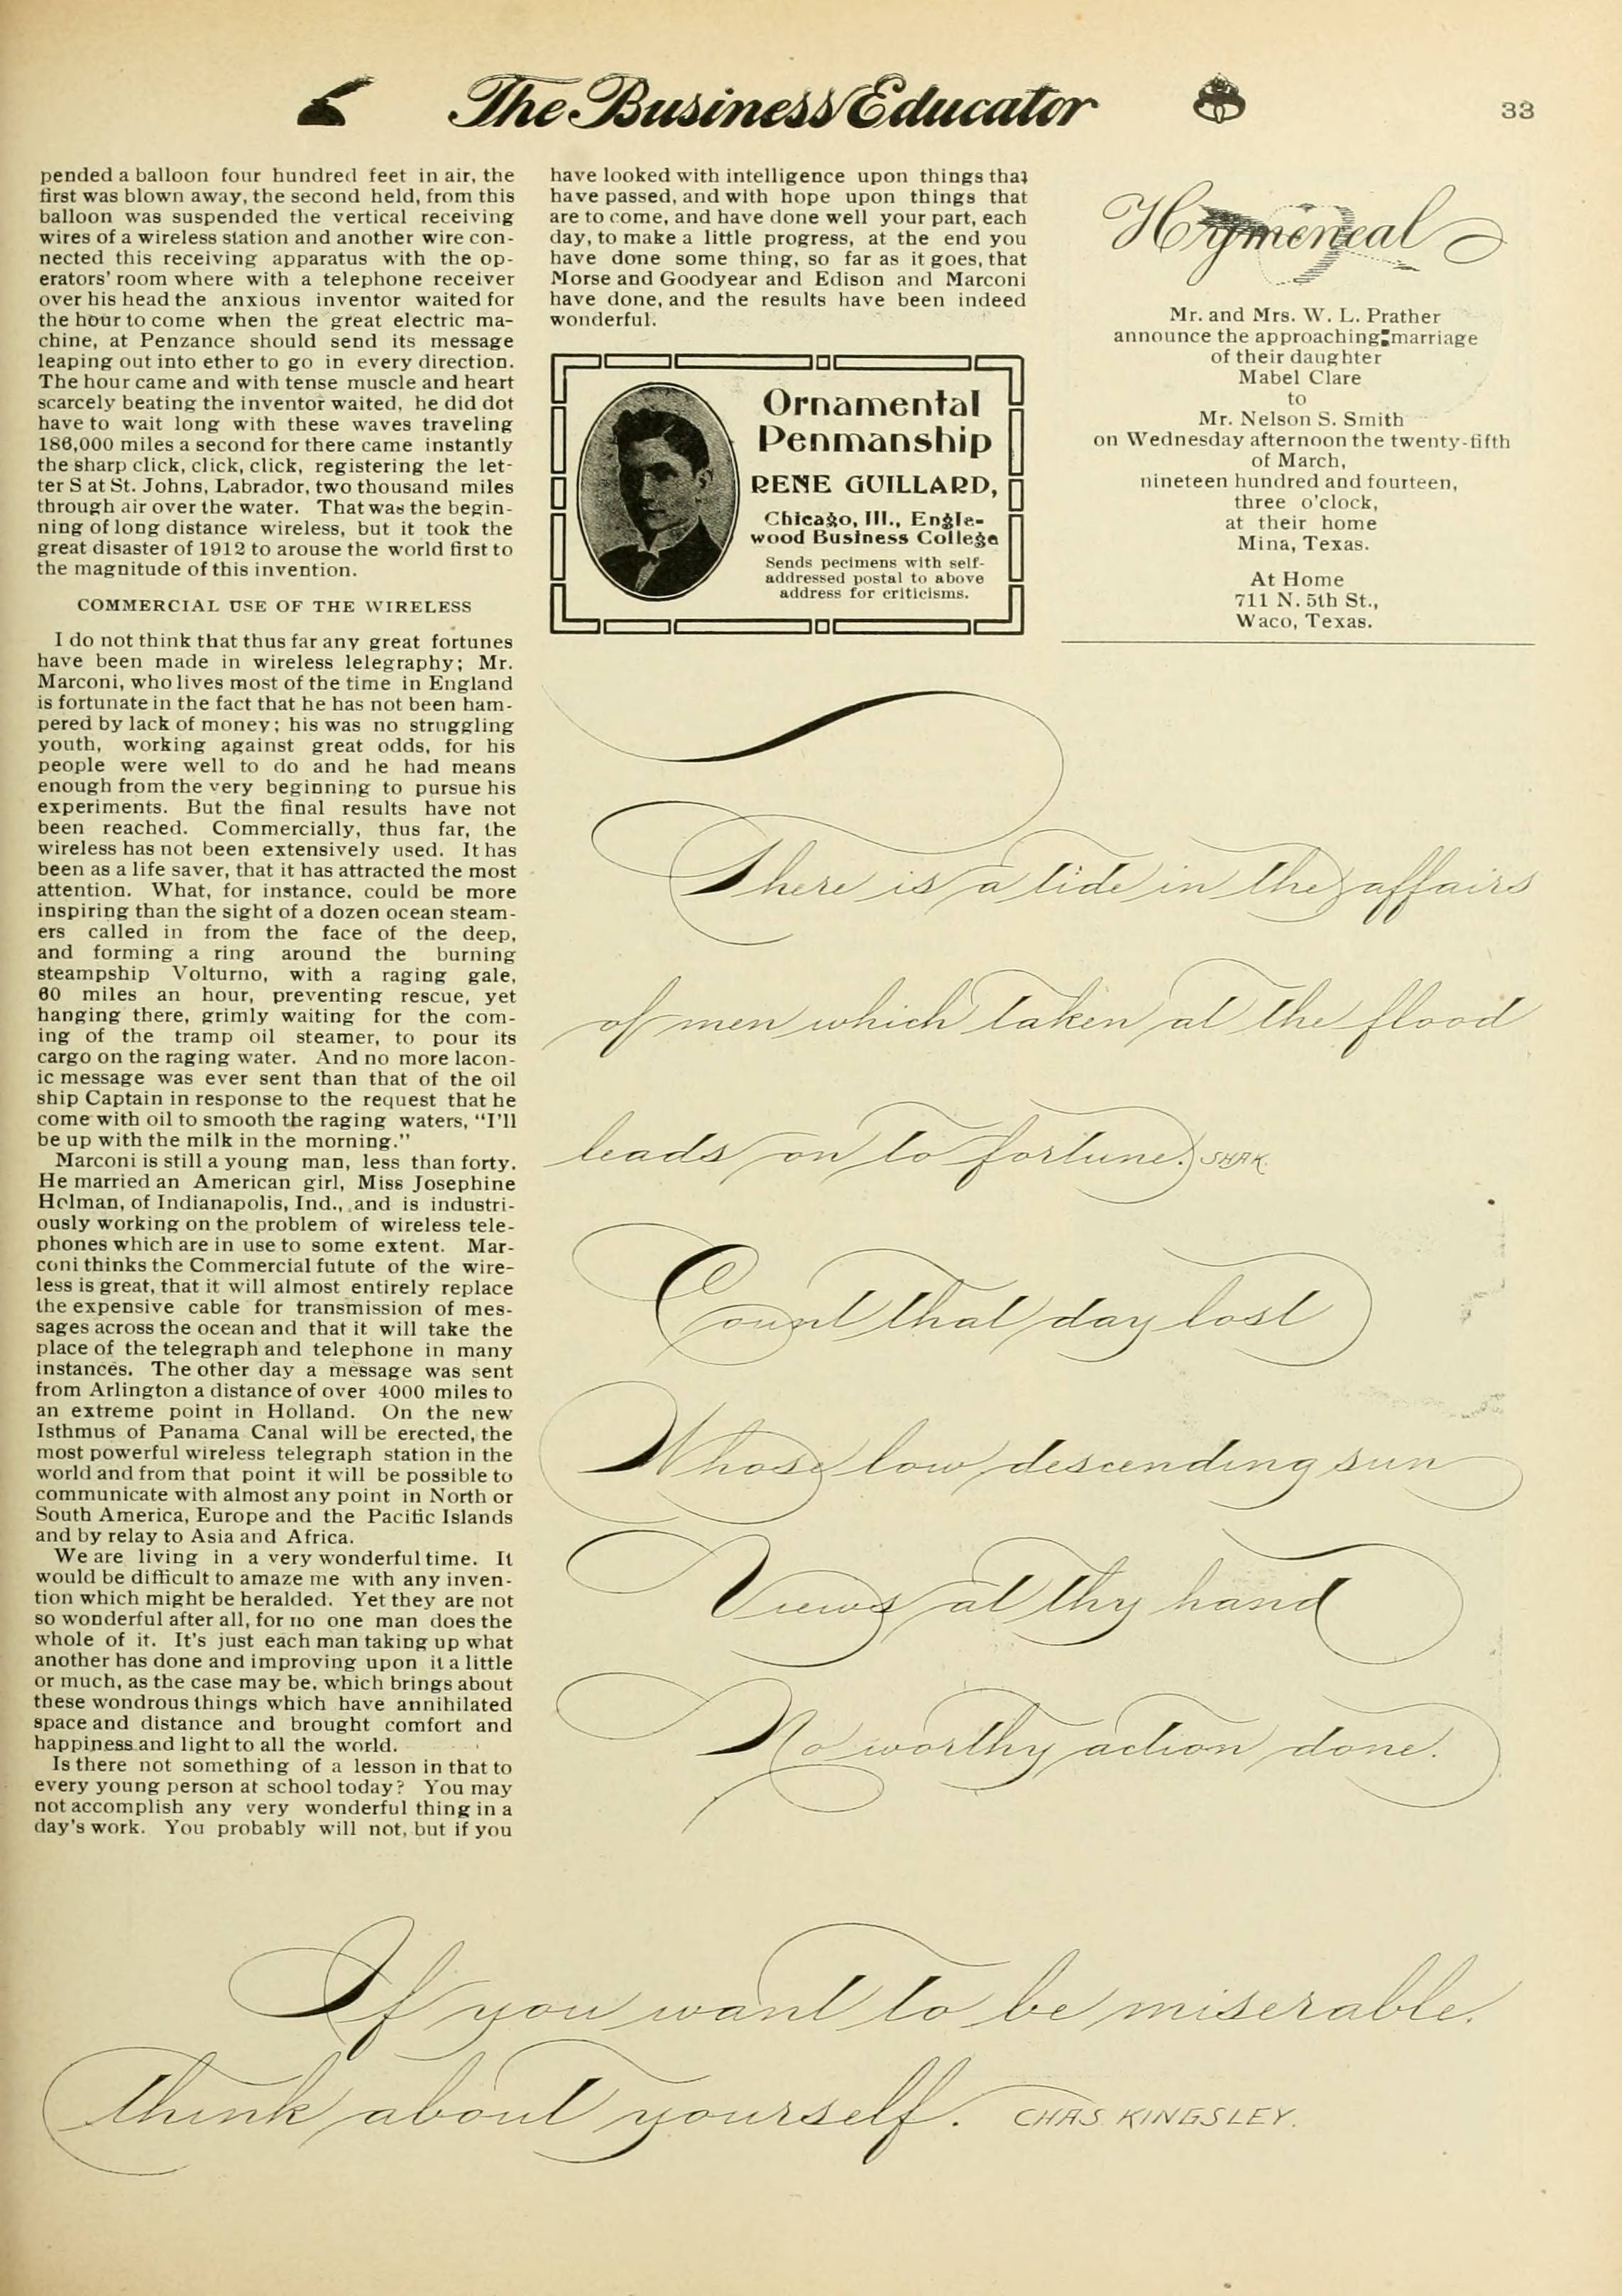 The Business Educator
33
pended a balloon four hundred feet in air, the
first was blown away, the second held, from this
balloon was suspended the vertical receiving
wires of a wireless station and another wire con-
nected this receiving apparatus with the op-
erators' room where with a telephone receiver
over his head the anxious inventor waited for
the hour to come when the great electric ma-
chine, at Penzance should send its message
leaping out into ether to go in every direction.
The hour came and with tense muscle and heart
scarcely beating the inventor waited, he did dot
have to wait long with these waves traveling
186,000 miles a second for there came instantly
the sharp click, click, click, registering the let-
ter S at St. Johns, Labrador, two thousand miles
through air over the water. That was the begin-
ning of long distance wireless, but it took the
great disaster of 1912 to arouse the world first to
the magnitude of this invention.
COMMERCIAL USE OF THE WIRELESS
I do not think that thus far any great fortunes
have been made in wireless lelegraphy; Mr.
Marconi, who lives most of the time in England
is fortunate in the fact that he has not been ham-
pered by lack of money; his was no struggling
youth, working against great odds, for his
people were well to do and he had means
enough from the very beginning to pursue his
experiments. But the final results have not
been reached. Commercially, thus far, the
wireless has not been extensively used. It has
been as a life saver, that it has attracted the most
attention. What, for instance, could be more
inspiring than the sight of a dozen ocean steam-
ers called in from the face of the deep,
and forming a ring around the burning
steampship Volturno, with a raging gale,
60 miles an hour, preventing rescue, yet
hanging there, grimly waiting for the com-
ing of the tramp oil steamer, to pour its
cargo on the raging water. And no more lacon-
ic message was ever sent than that of the oil
ship Captain in response to the request that he
come with oil to smooth the raging waters, "I'll
be up with the milk in the morning."
Marconi is still a young man, less than forty.
He married an American girl, Miss Josephine
Holman, of Indianapolis, Ind., and is industri-
ously working on the problem of wireless tele-
phones which are in use to some extent. Mar-
coni thinks the Commercial futute of the wire-
less is great, that it will almost entirely replace
the expensive cable for transmission of mes-
sages across the ocean and that it will take the
place of the telegraph and telephone in many
instances. The other day a message was sent
from Arlington a distance of over 4000 miles to
an extreme point in Holland. On the new
Isthmus of Panama Canal will be erected, the
most powerful wireless telegraph station in the
world and from that point it will be possible to
communicate with almost any point in North or
South America, Europe and the Pacific Islands
and by relay to Asia and Africa.
We are living in a very wonderful time. It
would be difficult to amaze me with any inven-
tion which might be heralded. Yet they are not
so wonderful after all, for no one man does the
whole of it. It's just each man taking up what
another has done and improving upon it a little
or much, as the case may be, which brings about
these wondrous things which have annihilated
space and distance and brought comfort and
happiness and light to all the world.
Is there not something of a lesson in that to
every young person at school today? You may
not accomplish any very wonderful thing in a
day's work. You probably will not, but if you
have looked with intelligence upon things that
have passed, and with hope upon things that
are to come, and have done well your part, each
day, to make a little progress, at the end you
have done some thing, so far as it goes, that
Morse and Goodyear and Edison and Marconi
have done, and the results have been indeed
wonderful.
Ornamental
Penmanship
RENE GUILLARD,
Chicago, Ill., Engle-
wood Business College
Sends pecimens with self-
addressed postal to above
address for criticisms.
Hymeneal
Mr. and Mrs. W. L. Prather
announce the approaching marriage
of their daughter
Mabel Clare
to
Mr. Nelson S. Smith
on Wednesday afternoon the twenty-fifth
of March,
nineteen hundred and fourteen,
three o'clock,
at their home
Mina, Texas.
At Home
711 N. 5th St.,
Waco, Texas.
There is a tide in the affairs
of men which taken at the flood
leads on to fortune. SHAK.
Count that day lost
Whose low descending sun
Views at thy hand
No worthy action done.
If you want to be miserable.
think about yourself. CHAS. KINGSLEY.